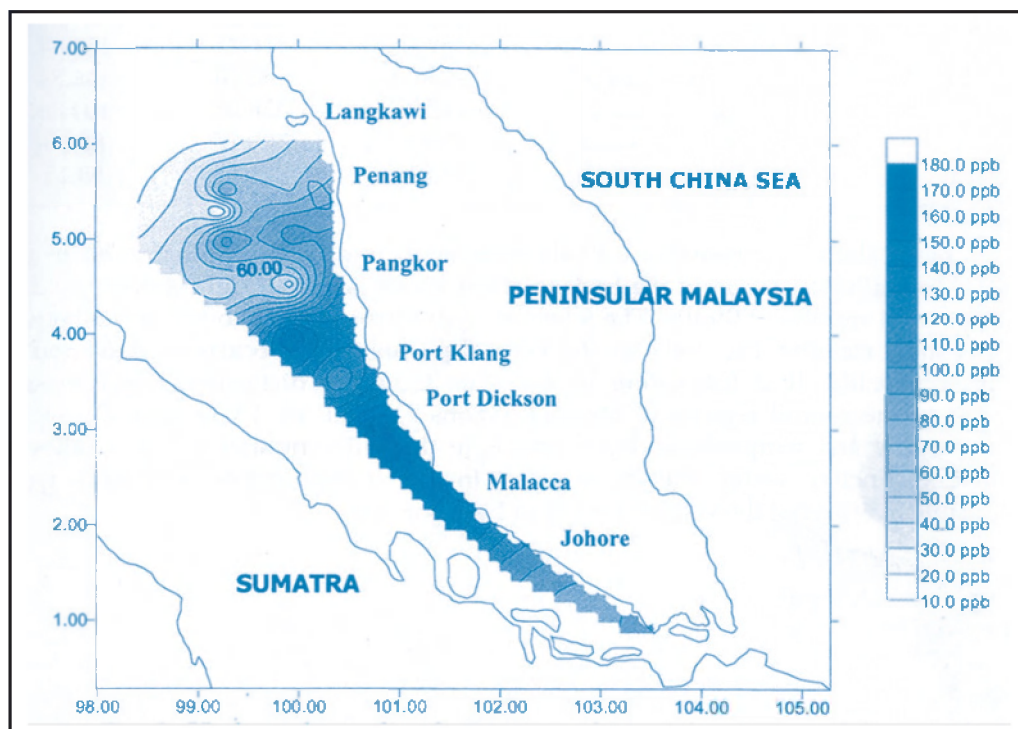 7.00
6.00
5.00
4.00
3.00
2.00
1.00
98.00 99.00 100.00 101.00 102.00 103.00 104.00 105.00
Langkawi
Penang
Pangkor
Port Klang
Port Dickson
Malacca
Johore
60.00
SOUTH CHINA SEA
PENINSULAR MALAYSIA
SUMATRA
180.0 ppb
170.0 ppb
160.0 ppb
150.0 ppb
140.0 ppb
130.0 ppb
120.0 ppb
110.0 ppb
100.0 ppb
90.0 ppb
80.0 ppb
70.0 ppb
60.0 ppb
50.0 ppb
40.0 ppb
30.0 ppb
20.0 ppb
10.0 ppb